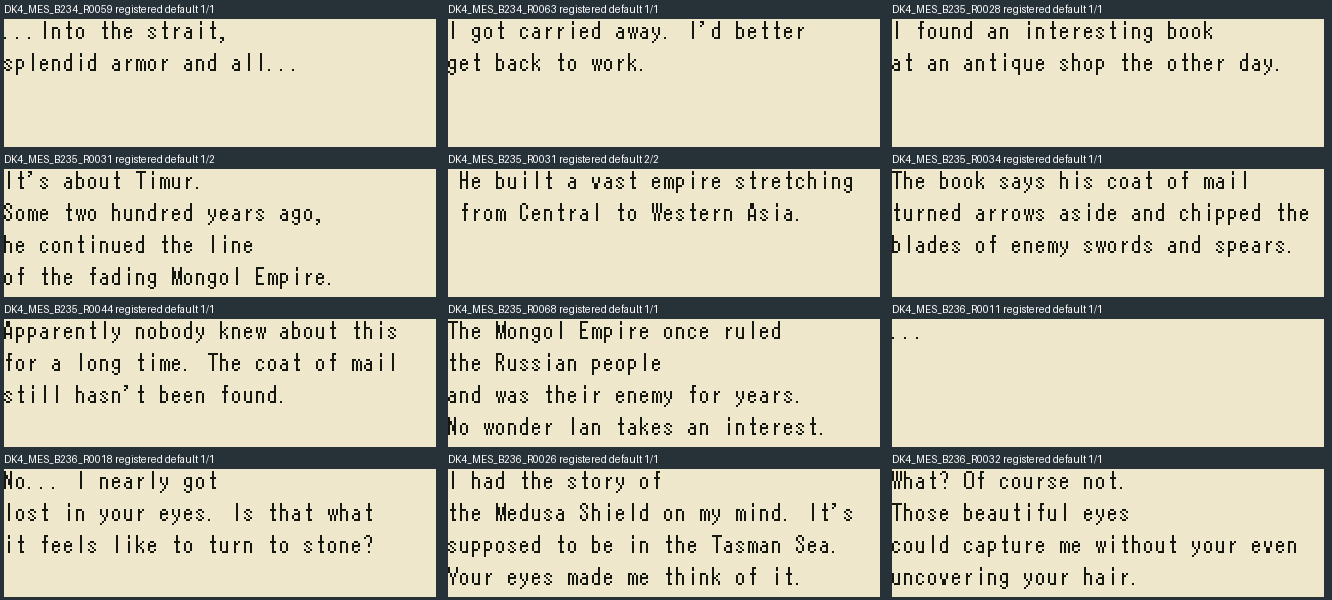 DK4_MES_B234_R0059 registered default 1/1
...Into the strait,
splendid armor and all...
DK4_MES_B234_R0063 registered default 1/1
I got carried away. I'd better
get back to work.
DK4_MES_B235_R0028 registered default 1/1
I found an interesting book
at an antique shop the other day.
DK4_MES_B235_R0031 registered default 1/2
It's about Timur.
Some two hundred years ago,
he continued the line
of the fading Mongol Empire.
DK4_MES_B235_R0031 registered default 2/2
He built a vast empire stretching
from Central to Western Asia.
DK4_MES_B235_R0034 registered default 1/1
The book says his coat of mail
turned arrows aside and chipped the
blades of enemy swords and spears.
DK4_MES_B235_R0044 registered default 1/1
Apparently nobody knew about this
for a long time. The coat of mail
still hasn't been found.
DK4_MES_B235_R0068 registered default 1/1
The Mongol Empire once ruled
the Russian people
and was their enemy for years.
No wonder Ian takes an interest.
DK4_MES_B236_R0011 registered default 1/1
...
DK4_MES_B236_R0018 registered default 1/1
No... I nearly got
lost in your eyes. Is that what
it feels like to turn to stone?
DK4_MES_B236_R0026 registered default 1/1
I had the story of
the Medusa Shield on my mind. It's
supposed to be in the Tasman Sea.
Your eyes made me think of it.
DK4_MES_B236_R0032 registered default 1/1
What? Of course not.
Those beautiful eyes
could capture me without your even
uncovering your hair.